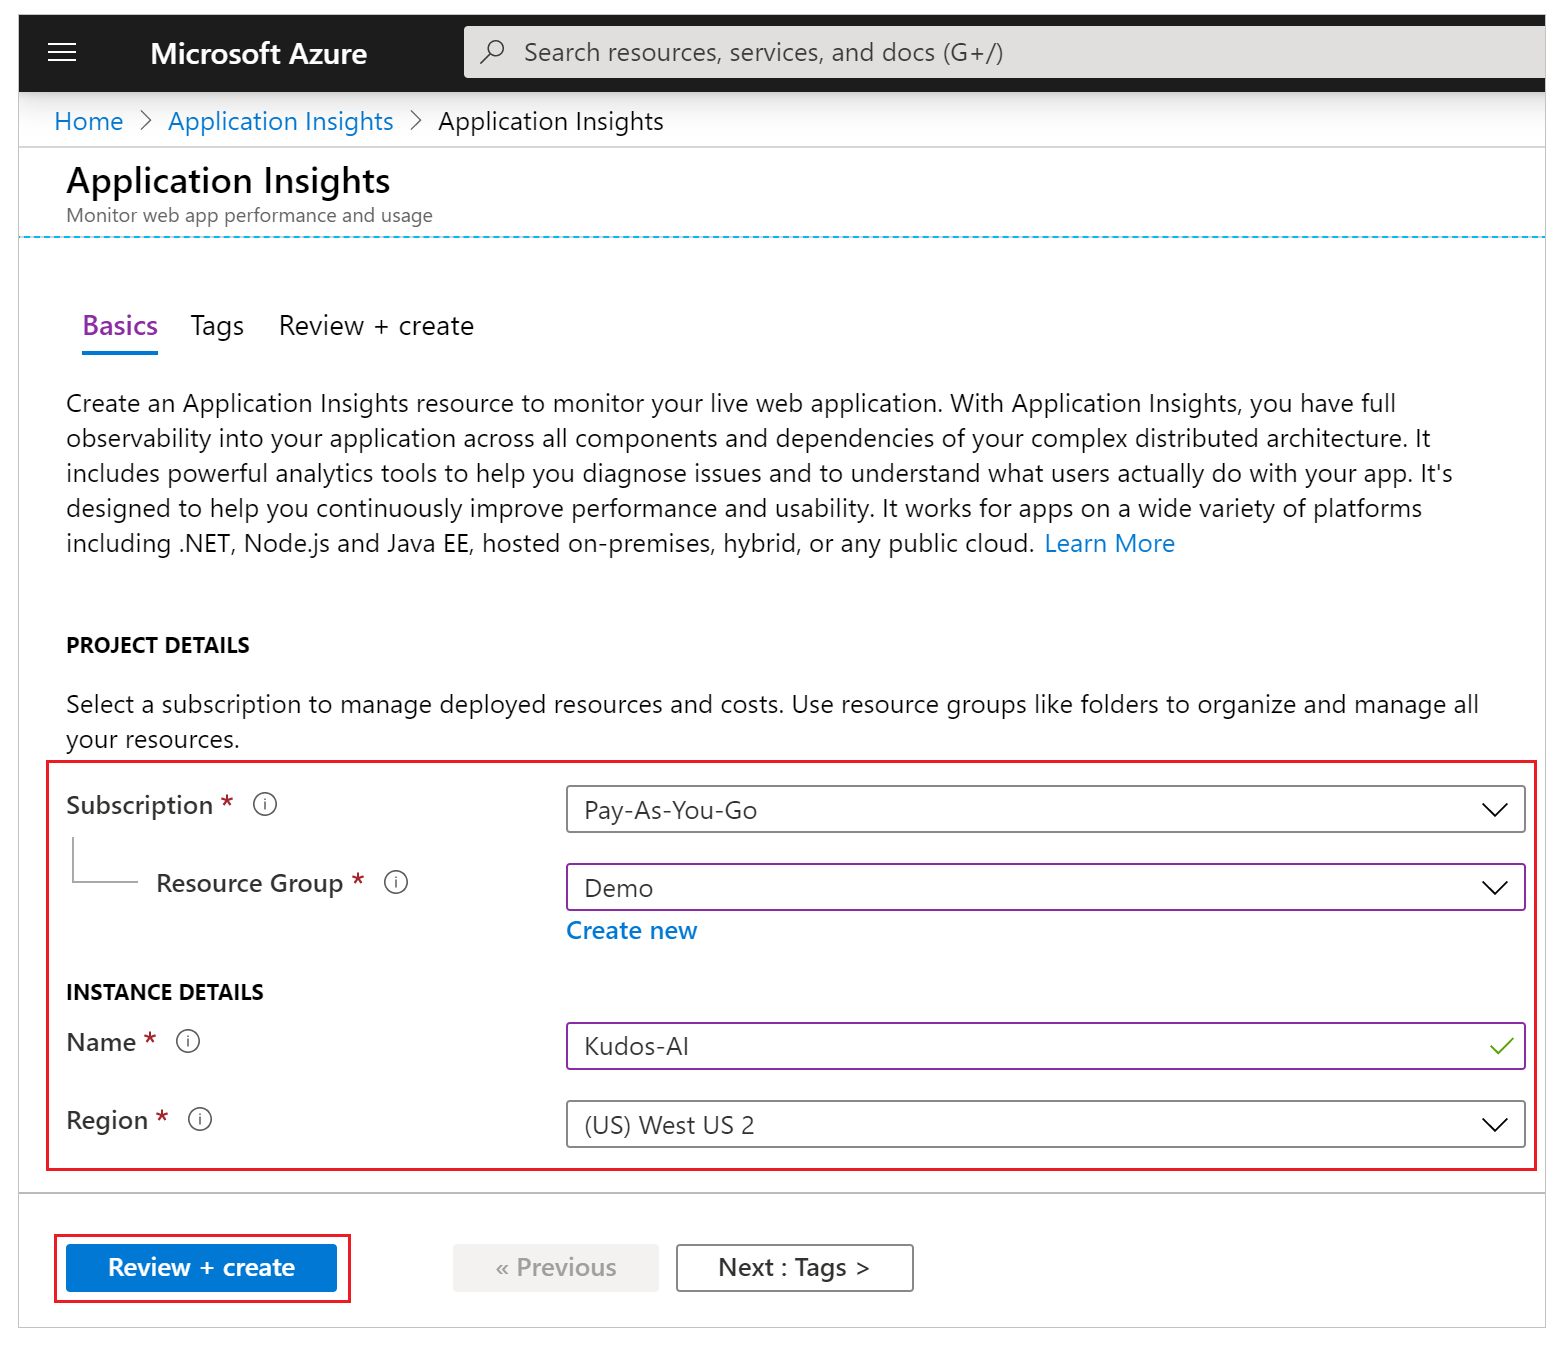 Microsoft Azure
Search resources, services, and docs (G+/)
Home > Application Insights > Application Insights
Application Insights
Monitor web app performance and usage
Basics Tags Review + create
Create an Application Insights resource to monitor your live web application. With Application Insights, you have full
observability into your application across all components and dependencies of your complex distributed architecture. It
includes powerful analytics tools to help you diagnose issues and to understand what users actually do with your app. It's
designed to help you continuously improve performance and usability. It works for apps on a wide variety of platforms
including .NET, Node.js and Java EE, hosted on-premises, hybrid, or any public cloud. Learn More
PROJECT DETAILS
Select a subscription to manage deployed resources and costs. Use resource groups like folders to organize and manage all
your resources.
Subscription * Pay-As-You-Go
Resource Group * Demo
Create new
INSTANCE DETAILS
Name * Kudos-AI
Region * (US) West US 2
Review + create « Previous Next : Tags >